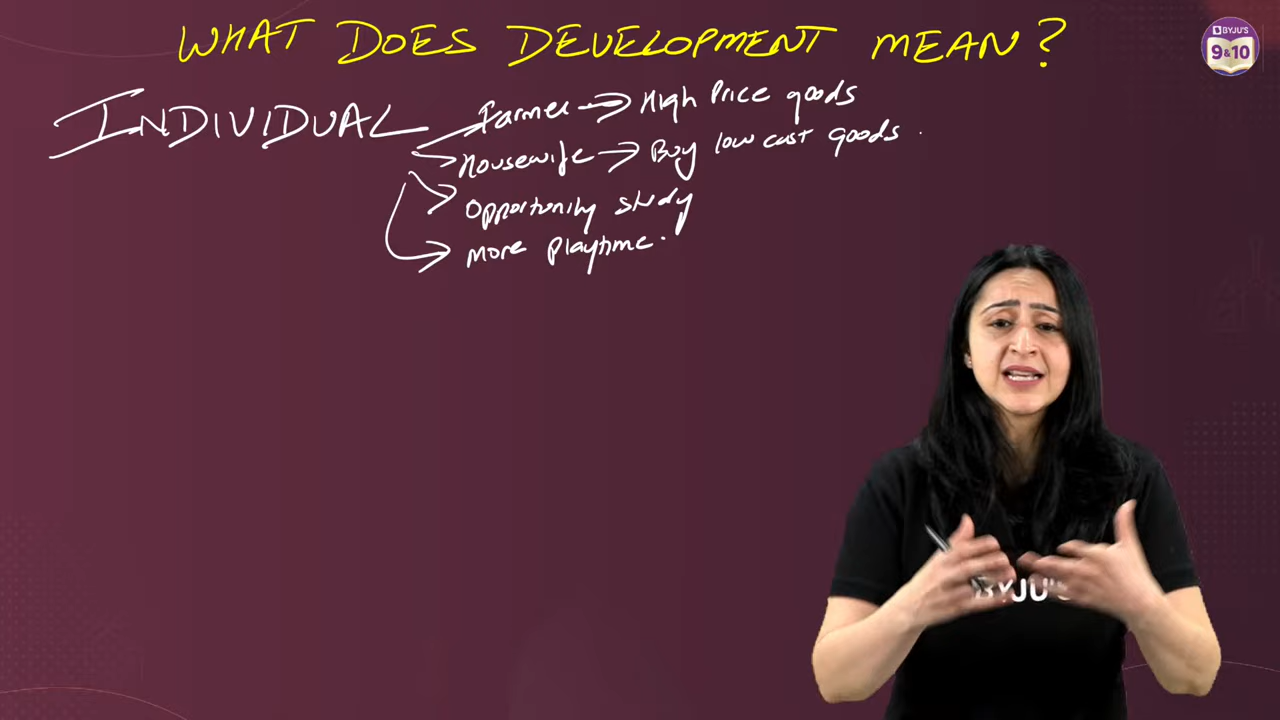 WHAT DOES DEVELOPMENT MEAN?
BYJU'S
9&10
INDIVIDUAL
Farmer → High Price goods
Housewife → Buy low cost goods
Opportunity study
More playtime.
BYJU'S